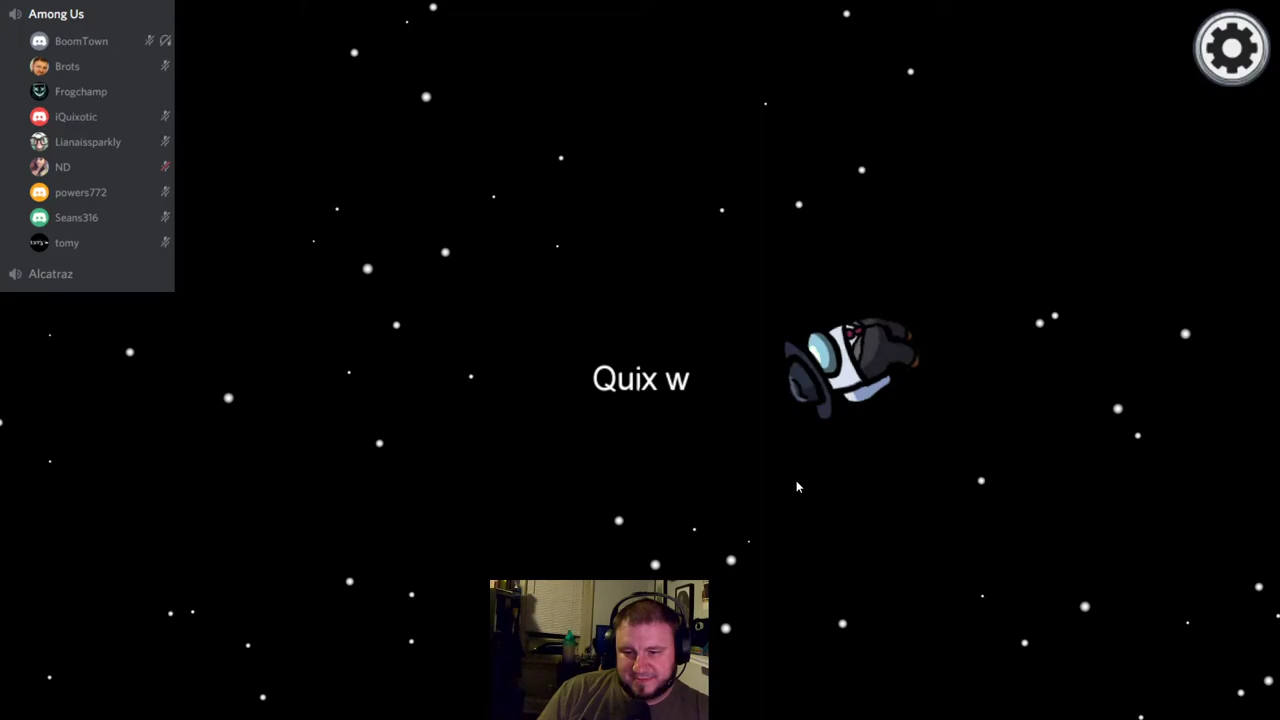 Among Us
BoomTown
Brots
Frogchamp
iQuixotic
Lianaissparkly
ND
powers772
Seans316
tomy
Alcatraz
Quix w